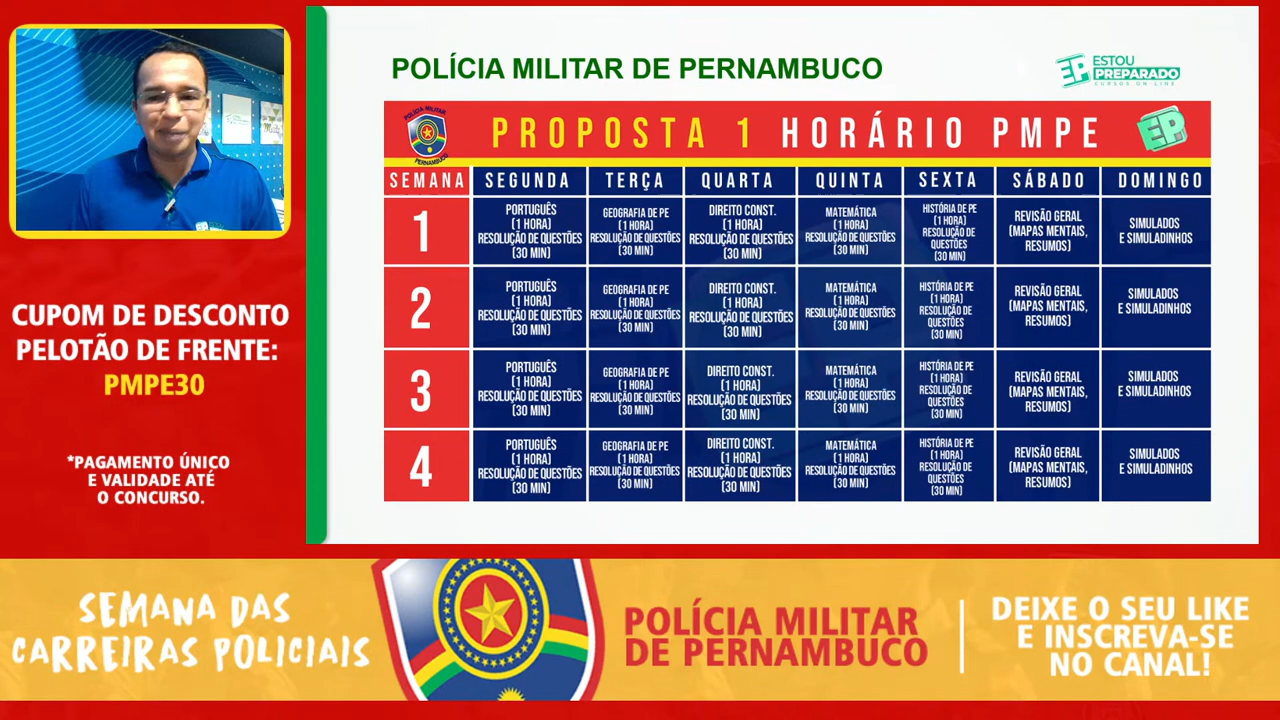 POLÍCIA MILITAR DE PERNAMBUCO
ESTOU
PREPARADO
CURSOS ON LINE
POLÍCIA MILITAR
PERNAMBUCO
PROPOSTA 1 HORÁRIO PMPE
EP
SEMANA SEGUNDA TERÇA QUARTA QUINTA SEXTA SÁBADO DOMINGO
1
PORTUGUÊS
(1 HORA)
RESOLUÇÃO DE QUESTÕES
(30 MIN)
GEOGRAFIA DE PE
(1 HORA)
RESOLUÇÃO DE QUESTÕES
(30 MIN)
DIREITO CONST.
(1 HORA)
RESOLUÇÃO DE QUESTÕES
(30 MIN)
MATEMÁTICA
(1 HORA)
RESOLUÇÃO DE QUESTÕES
(30 MIN)
HISTÓRIA DE PE
(1 HORA)
RESOLUÇÃO DE
QUESTÕES
(30 MIN)
REVISÃO GERAL
(MAPAS MENTAIS,
RESUMOS)
SIMULADOS
E SIMULADINHOS
2
PORTUGUÊS
(1 HORA)
RESOLUÇÃO DE QUESTÕES
(30 MIN)
GEOGRAFIA DE PE
(1 HORA)
RESOLUÇÃO DE QUESTÕES
(30 MIN)
DIREITO CONST.
(1 HORA)
RESOLUÇÃO DE QUESTÕES
(30 MIN)
MATEMÁTICA
(1 HORA)
RESOLUÇÃO DE QUESTÕES
(30 MIN)
HISTÓRIA DE PE
(1 HORA)
RESOLUÇÃO DE
QUESTÕES
(30 MIN)
REVISÃO GERAL
(MAPAS MENTAIS,
RESUMOS)
SIMULADOS
E SIMULADINHOS
3
PORTUGUÊS
(1 HORA)
RESOLUÇÃO DE QUESTÕES
(30 MIN)
GEOGRAFIA DE PE
(1 HORA)
RESOLUÇÃO DE QUESTÕES
(30 MIN)
DIREITO CONST.
(1 HORA)
RESOLUÇÃO DE QUESTÕES
(30 MIN)
MATEMÁTICA
(1 HORA)
RESOLUÇÃO DE QUESTÕES
(30 MIN)
HISTÓRIA DE PE
(1 HORA)
RESOLUÇÃO DE
QUESTÕES
(30 MIN)
REVISÃO GERAL
(MAPAS MENTAIS,
RESUMOS)
SIMULADOS
E SIMULADINHOS
4
PORTUGUÊS
(1 HORA)
RESOLUÇÃO DE QUESTÕES
(30 MIN)
GEOGRAFIA DE PE
(1 HORA)
RESOLUÇÃO DE QUESTÕES
(30 MIN)
DIREITO CONST.
(1 HORA)
RESOLUÇÃO DE QUESTÕES
(30 MIN)
MATEMÁTICA
(1 HORA)
RESOLUÇÃO DE QUESTÕES
(30 MIN)
HISTÓRIA DE PE
(1 HORA)
RESOLUÇÃO DE
QUESTÕES
(30 MIN)
REVISÃO GERAL
(MAPAS MENTAIS,
RESUMOS)
SIMULADOS
E SIMULADINHOS
CUPOM DE DESCONTO
PELOTÃO DE FRENTE:
PMPE30
*PAGAMENTO ÚNICO
E VALIDADE ATÉ
O CONCURSO.
SEMANA DAS
CARREIRAS POLICIAIS
POLÍCIA MILITAR
DE PERNAMBUCO
DEIXE O SEU LIKE
E INSCREVA-SE
NO CANAL!